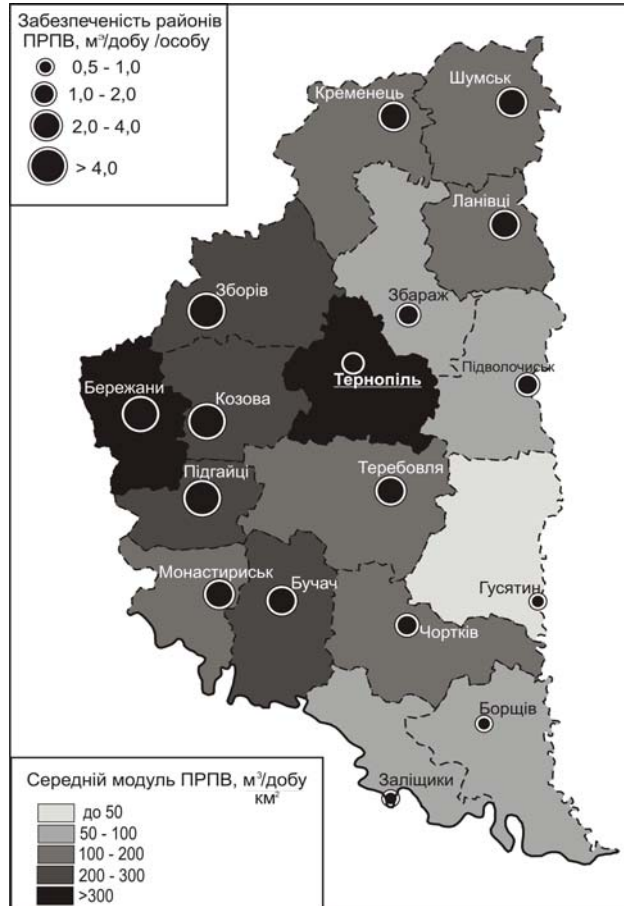 Забезпеченість районів
ПРПВ, м³/добу /особу
0,5 - 1,0
1,0 - 2,0
2,0 - 4,0
> 4,0
Шумськ
Кременець
Ланівці
Зборів
Збараж
Підволочиськ
Тернопіль
Бережани
Козова
Підгайці
Теребовля
Монастириськ
Бучач
Гусятин
Чортків
Борщів
Заліщики
Середній модуль ПРПВ, м³/добу
км²
до 50
50 - 100
100 - 200
200 - 300
>300